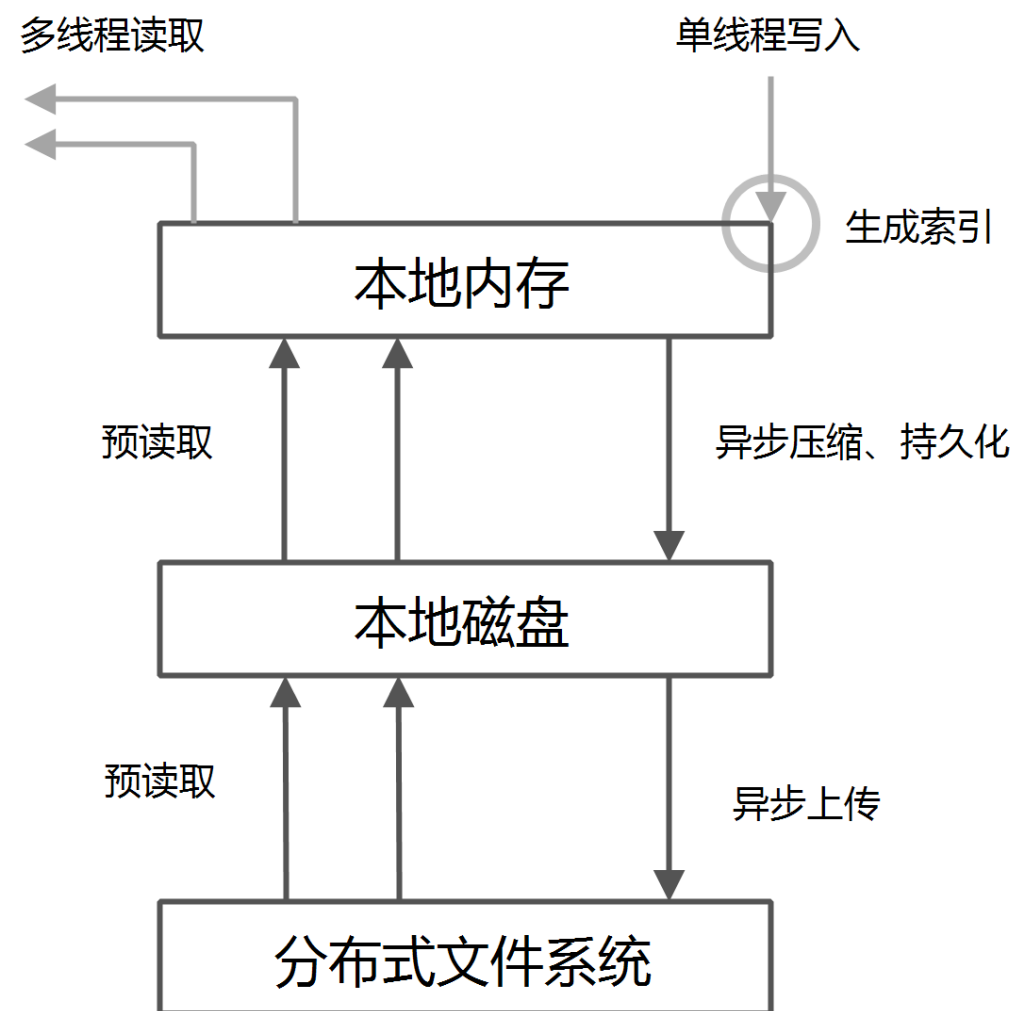 多线程读取
单线程写入
生成索引
本地内存
预读取
异步压缩、持久化
本地磁盘
预读取
异步上传
分布式文件系统